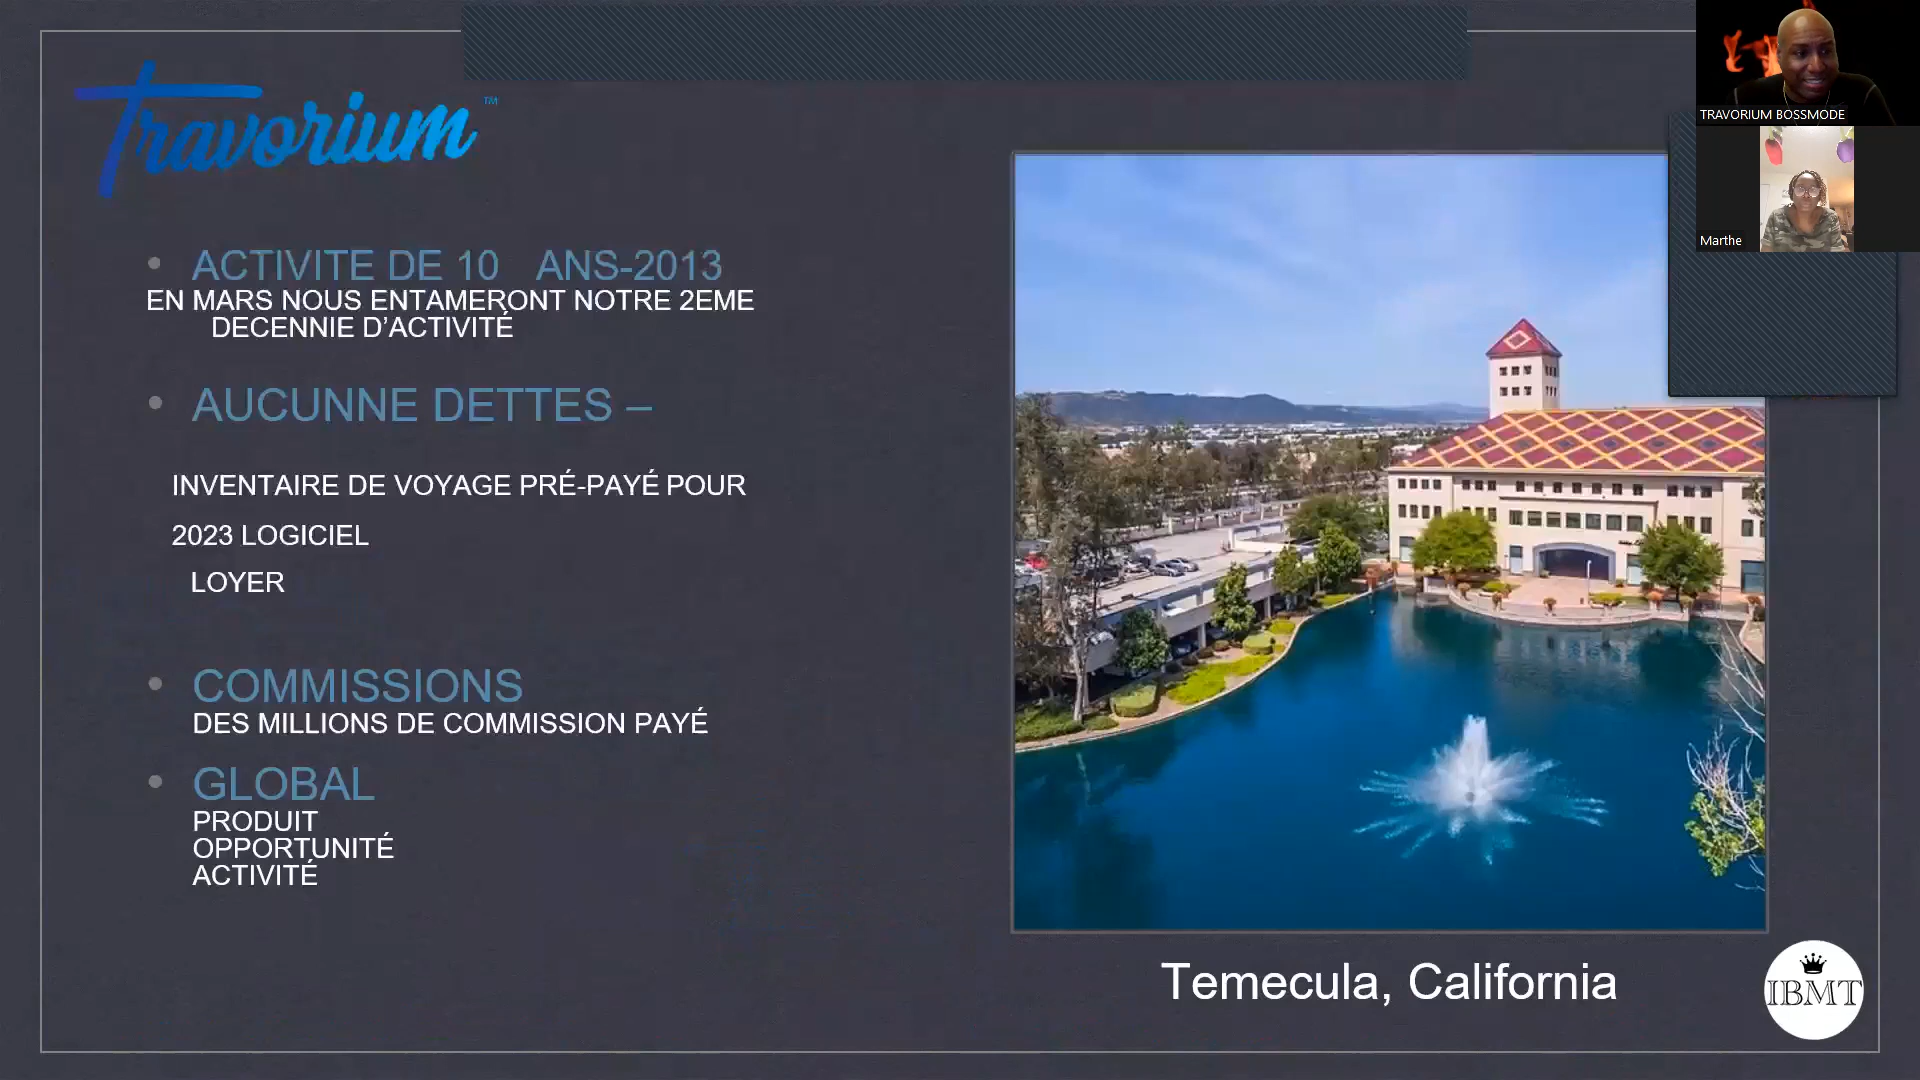 Travorium™
ACTIVITE DE 10 ANS-2013
EN MARS NOUS ENTAMERONT NOTRE 2EME
DECENNIE D’ACTIVITÉ
AUCUNNE DETTES –
INVENTAIRE DE VOYAGE PRÉ-PAYÉ POUR
2023 LOGICIEL
LOYER
COMMISSIONS
DES MILLIONS DE COMMISSION PAYÉ
GLOBAL
PRODUIT
OPPORTUNITÉ
ACTIVITÉ
Temecula, California
IBMT
TRAVORIUM BOSSMODE
Marthe